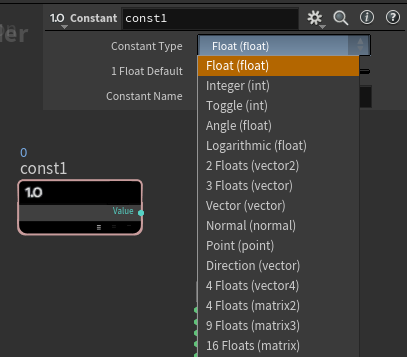 er
1.0 Constant const1
Constant Type Float (float)
1 Float Default
Constant Name
Float (float)
Integer (int)
Toggle (int)
Angle (float)
Logarithmic (float)
2 Floats (vector2)
3 Floats (vector)
Vector (vector)
Normal (normal)
Point (point)
Direction (vector)
4 Floats (vector4)
4 Floats (matrix2)
9 Floats (matrix3)
16 Floats (matrix)
0
const1
1.0
Value